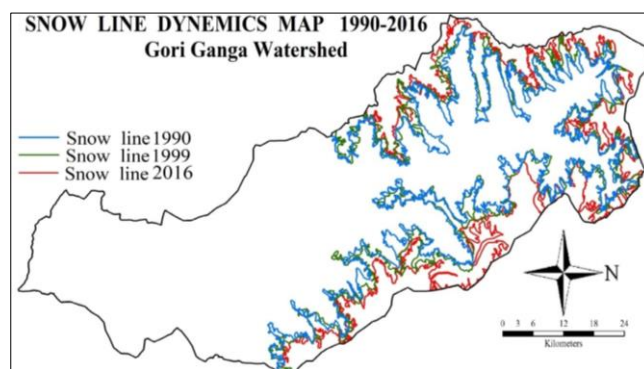 SNOW LINE DYNEMICS MAP 1990-2016
Gori Ganga Watershed
Snow line 1990
Snow line 1999
Snow line 2016
N
0 3 6 12 18 24
Kilometers